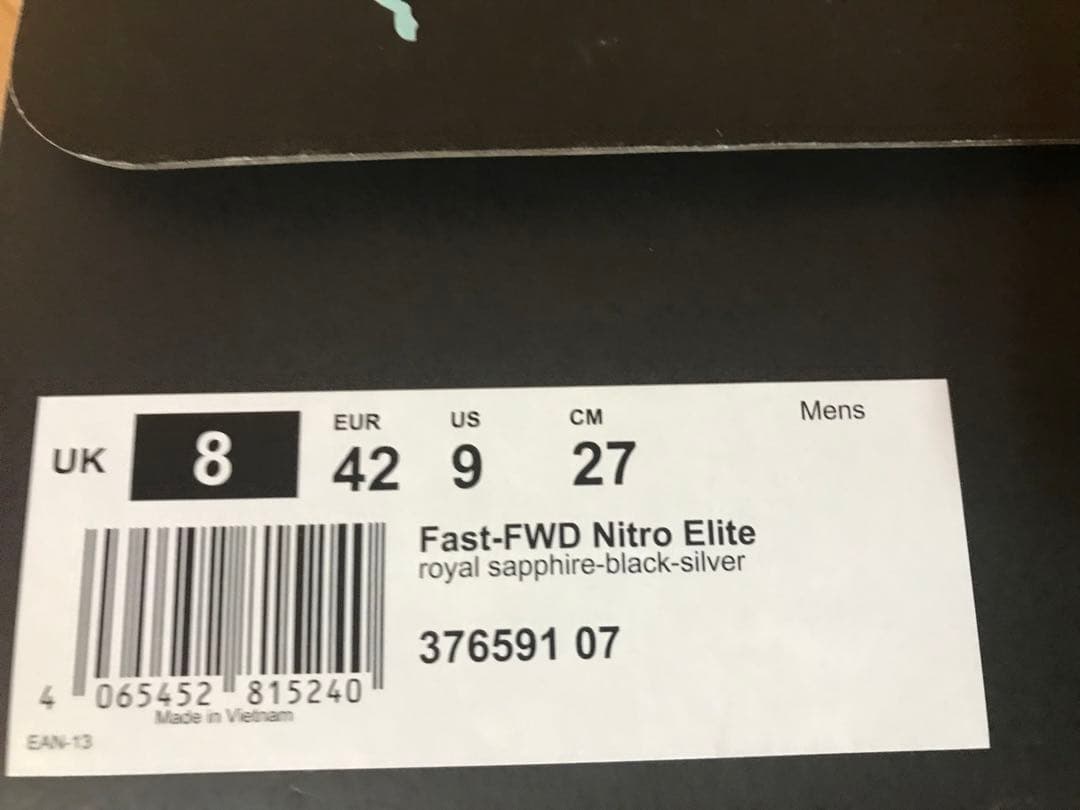 EUR US CM Mens
UK 8 42 9 27
Fast-FWD Nitro Elite
royal sapphire-black-silver
376591 07
4 065452 815240
Made in Vietnam
EAN-13